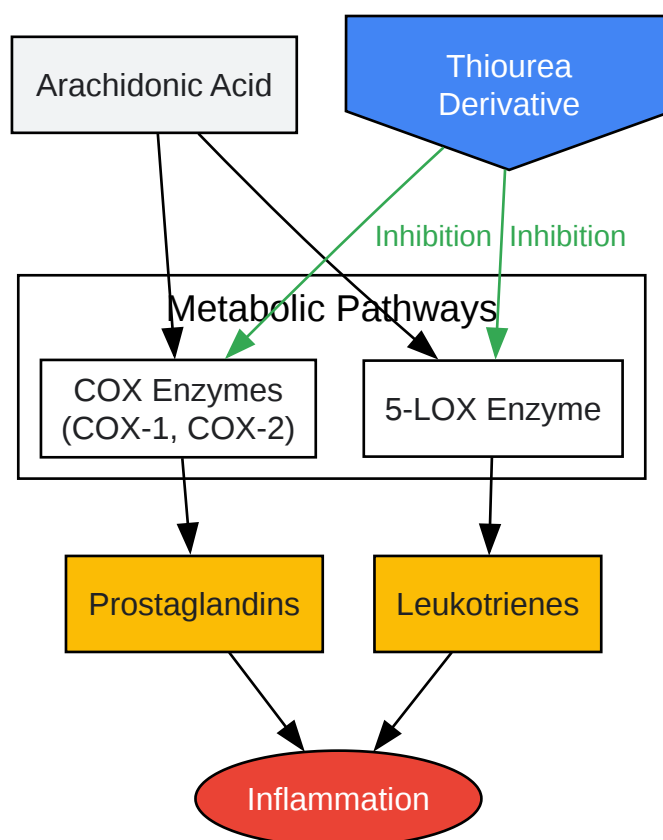 Arachidonic Acid
Thiourea
Derivative
Inhibition
Inhibition
Metabolic Pathways
COX Enzymes
(COX-1, COX-2)
5-LOX Enzyme
Prostaglandins
Leukotrienes
Inflammation